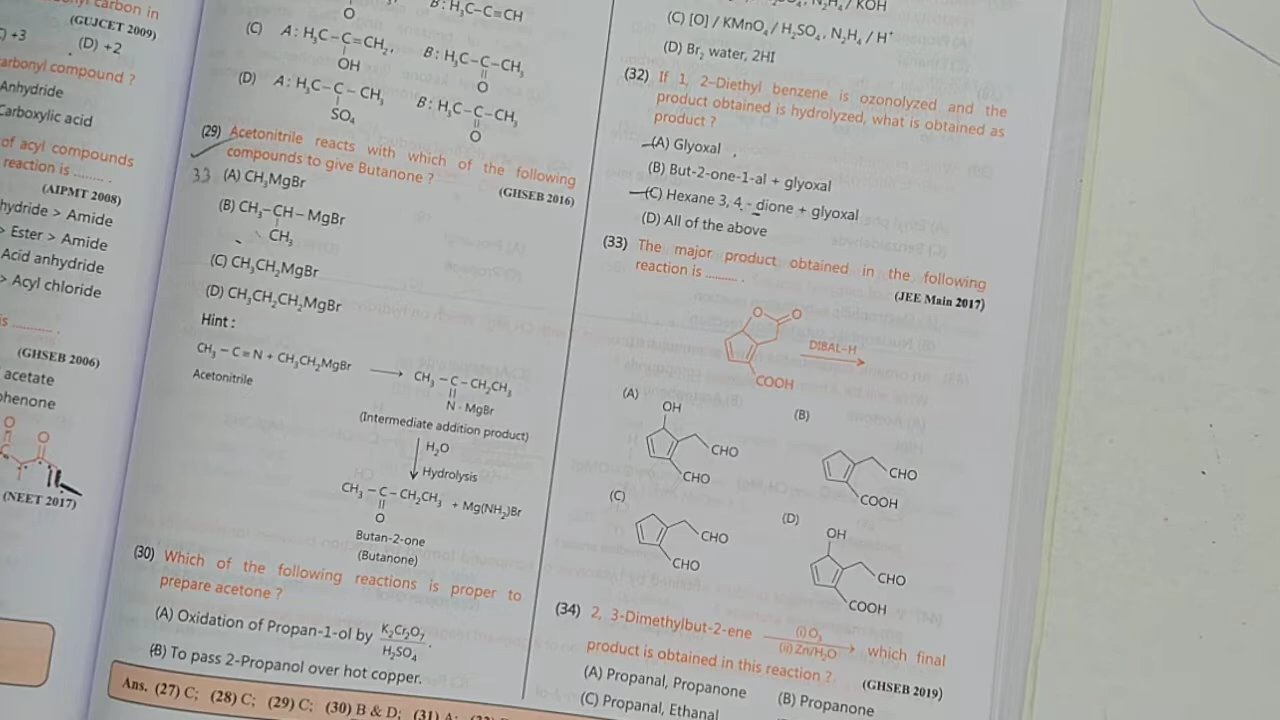 carbon in
(GUJCET 2009)
+3
(D) +2
arbonyl compound ?
Anhydride
Carboxylic acid
of acyl compounds
reaction is ........ .
(AIPMT 2008)
hydride > Amide
> Ester > Amide
Acid anhydride
> Acyl chloride
is ........... .
(GHSEB 2006)
acetate
phenone
O
O
(NEET 2017)
B : H₃C–C≡CH
O
(C) A : H₃C–C=CH₂, B : H₃C–C–CH₃
OH
O
(D) A : H₃C–C–CH₃ B : H₃C–C–CH₃
SO₄
O
(29) Acetonitrile reacts with which of the following
compounds to give Butanone ?
(GHSEB 2016)
33 (A) CH₃MgBr
(B) CH₃–CH–MgBr
CH₃
(C) CH₃CH₂MgBr
(D) CH₃CH₂CH₂MgBr
Hint :
CH₃ – C ≡ N + CH₃CH₂MgBr ⟶ CH₃ – C – CH₂CH₃
Acetonitrile
N · MgBr
(Intermediate addition product)
H₂O
Hydrolysis
CH₃ – C – CH₂CH₃ + Mg(NH₂)Br
O
Butan-2-one
(Butanone)
(30) Which of the following reactions is proper to
prepare acetone ?
(A) Oxidation of Propan-1-ol by K₂Cr₂O₇ / H₂SO₄ .
(B) To pass 2-Propanol over hot copper.
Ans. (27) C; (28) C; (29) C; (30) B & D; (31) A;
N₂H₄ / KOH
(C) [O] / KMnO₄ / H₂SO₄, N₂H₄ / H⁺
(D) Br₂ water, 2HI
(32) If 1, 2–Diethyl benzene is ozonolyzed and the
product obtained is hydrolyzed, what is obtained as
product ?
(A) Glyoxal
(B) But-2-one-1-al + glyoxal
(C) Hexane 3, 4 - dione + glyoxal
(D) All of the above
(33) The major product obtained in the following
reaction is .......... .
(JEE Main 2017)
O
O
DIBAL–H
COOH
(A)
OH
CHO
CHO
(B)
CHO
COOH
(C)
CHO
CHO
(D)
OH
CHO
COOH
(34) 2, 3-Dimethylbut-2-ene (i) O₃ / (ii) Zn/H₂O → which final
product is obtained in this reaction ?
(GHSEB 2019)
(A) Propanal, Propanone
(B) Propanone
(C) Propanal, Ethanal